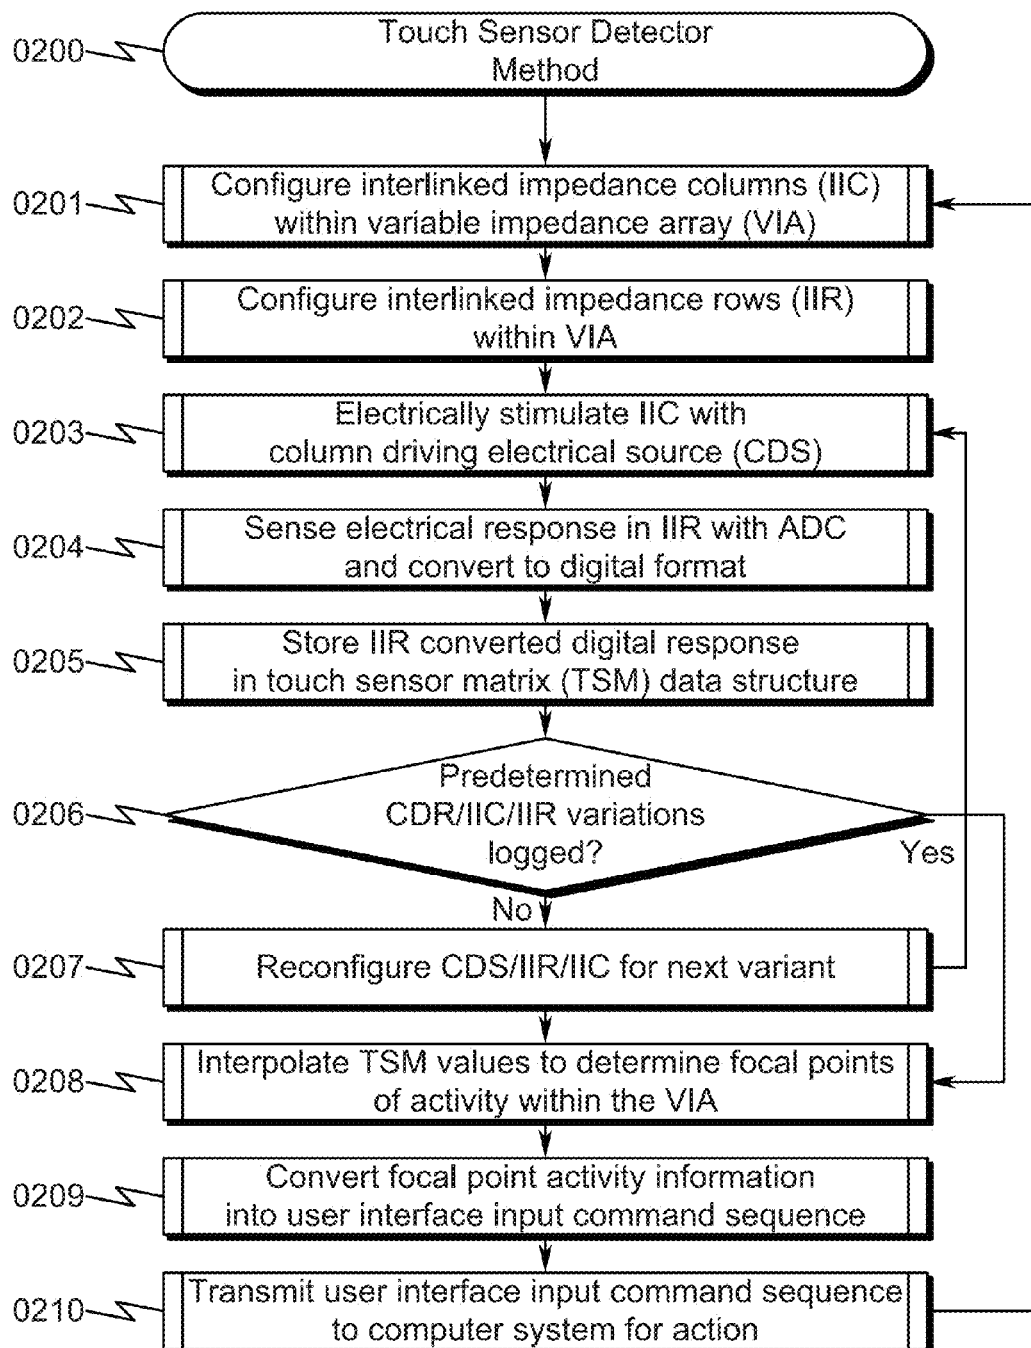 0200
Touch Sensor Detector
Method
0201
Configure interlinked impedance columns (IIC)
within variable impedance array (VIA)
0202
Configure interlinked impedance rows (IIR)
within VIA
0203
Electrically stimulate IIC with
column driving electrical source (CDS)
0204
Sense electrical response in IIR with ADC
and convert to digital format
0205
Store IIR converted digital response
in touch sensor matrix (TSM) data structure
0206
Predetermined
CDR/IIC/IIR variations
logged?
Yes
No
0207
Reconfigure CDS/IIR/IIC for next variant
0208
Interpolate TSM values to determine focal points
of activity within the VIA
0209
Convert focal point activity information
into user interface input command sequence
0210
Transmit user interface input command sequence
to computer system for action